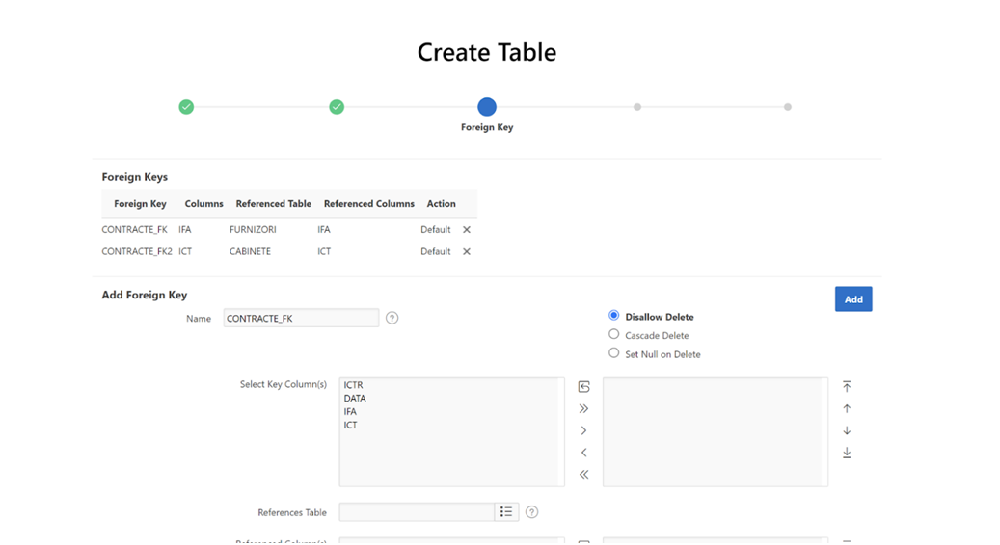 Create Table
Foreign Key
Foreign Keys
Foreign Key Columns Referenced Table Referenced Columns Action
CONTRACTE_FK IFA FURNIZORI IFA Default
CONTRACTE_FK2 ICT CABINETE ICT Default
Add Foreign Key
Add
Name CONTRACTE_FK ?
Disallow Delete
Cascade Delete
Set Null on Delete
Select Key Column(s)
ICTR
DATA
IFA
ICT
References Table ?
Referenced Column(s)